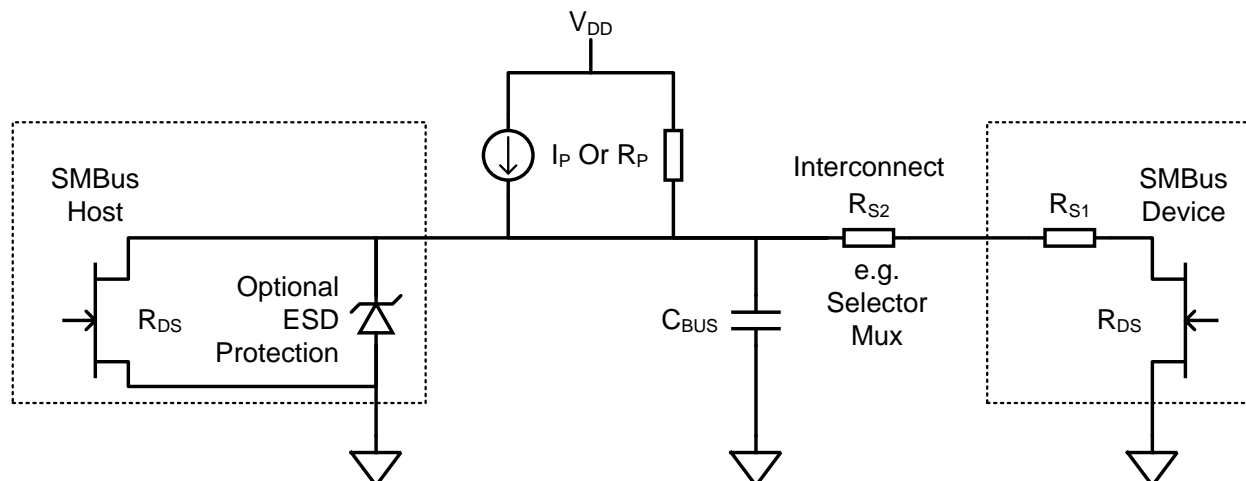 VDD
IP Or RP
SMBus
Host
RDS
Optional
ESD
Protection
CBUS
Interconnect
RS2
e.g.
Selector
Mux
RS1
SMBus
Device
RDS